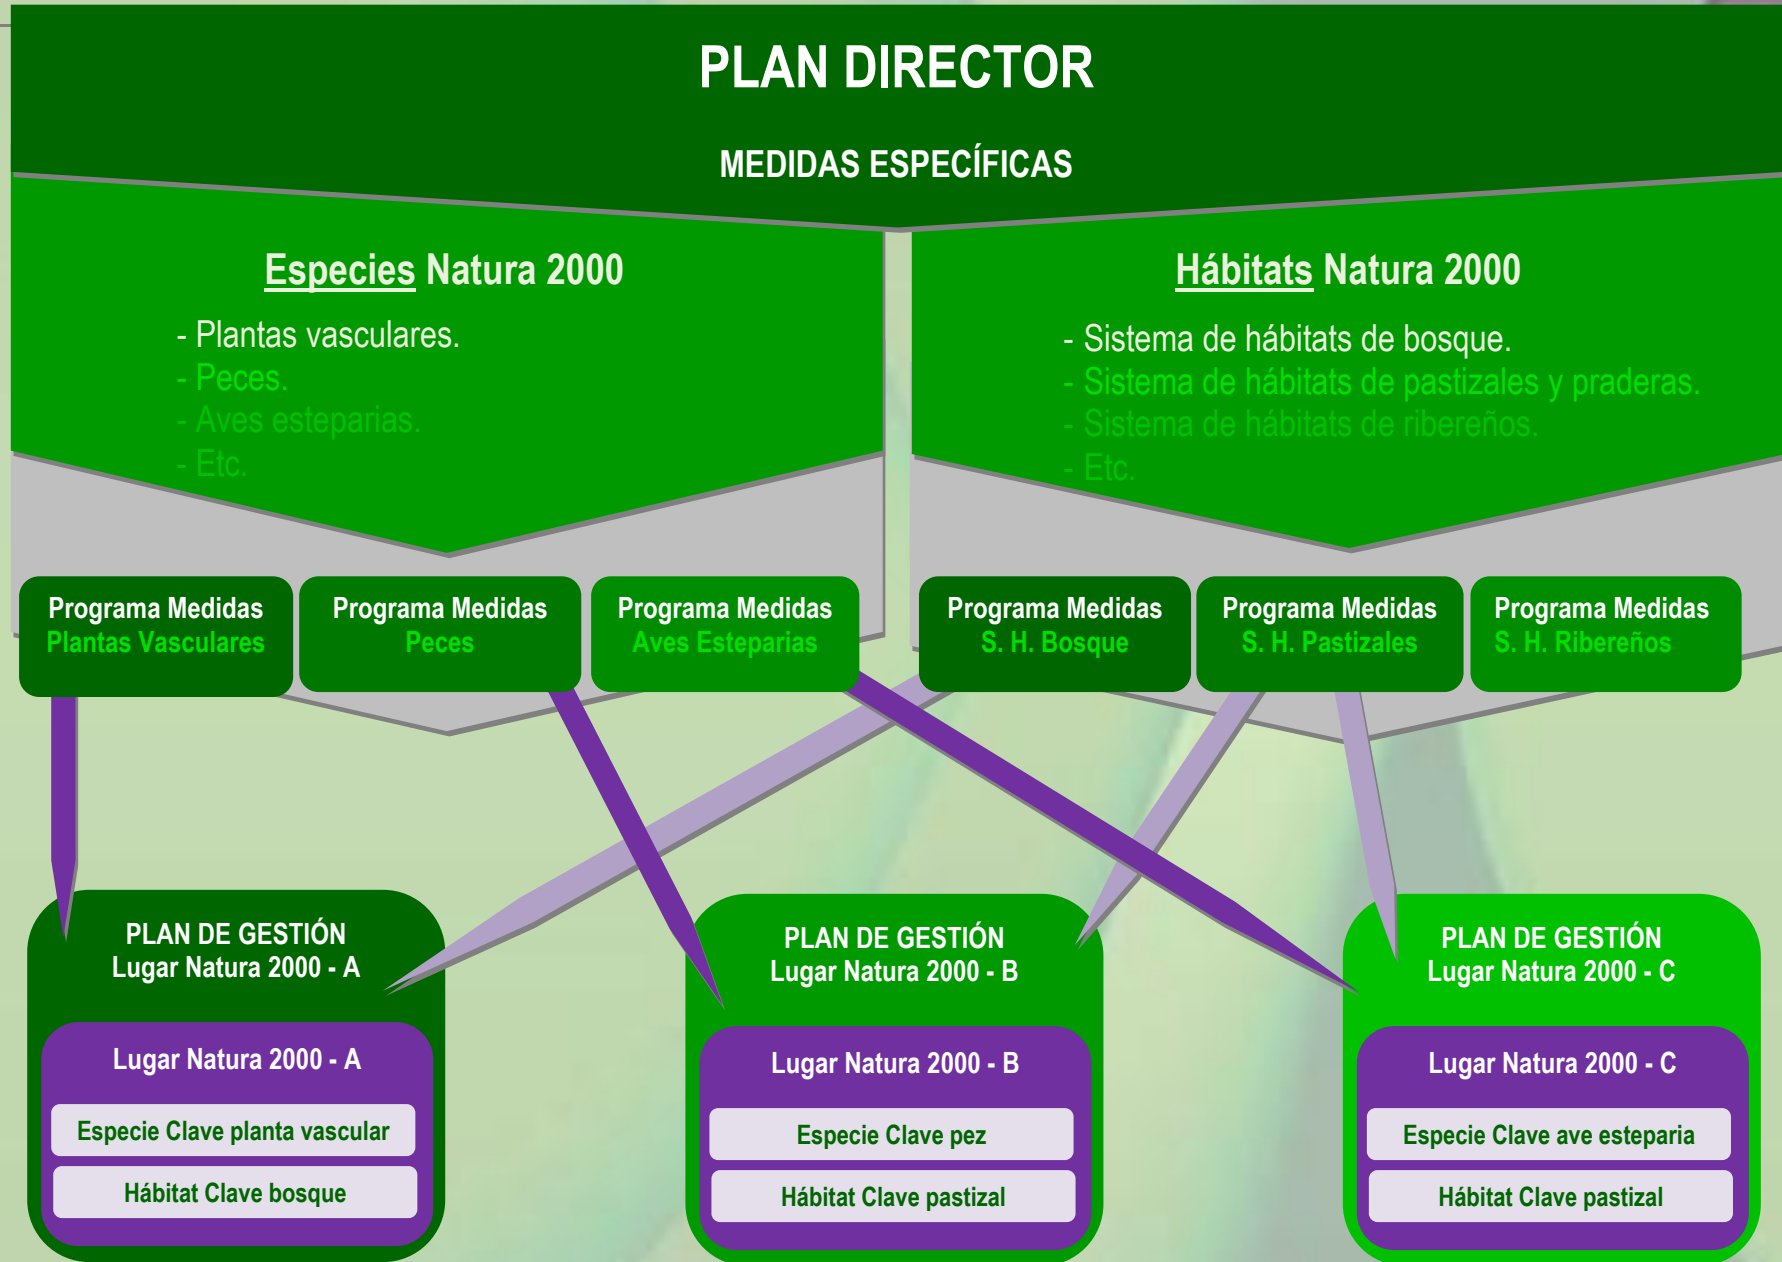 PLAN DIRECTOR
MEDIDAS ESPECÍFICAS
Especies Natura 2000
- Plantas vasculares.
- Peces.
- Aves esteparias.
- Etc.
Hábitats Natura 2000
- Sistema de hábitats de bosque.
- Sistema de hábitats de pastizales y praderas.
- Sistema de hábitats de ribereños.
- Etc.
Programa Medidas
Plantas Vasculares
Programa Medidas
Peces
Programa Medidas
Aves Esteparias
Programa Medidas
S. H. Bosque
Programa Medidas
S. H. Pastizales
Programa Medidas
S. H. Ribereños
PLAN DE GESTIÓN
Lugar Natura 2000 - A
Lugar Natura 2000 - A
Especie Clave planta vascular
Hábitat Clave bosque
PLAN DE GESTIÓN
Lugar Natura 2000 - B
Lugar Natura 2000 - B
Especie Clave pez
Hábitat Clave pastizal
PLAN DE GESTIÓN
Lugar Natura 2000 - C
Lugar Natura 2000 - C
Especie Clave ave esteparia
Hábitat Clave pastizal